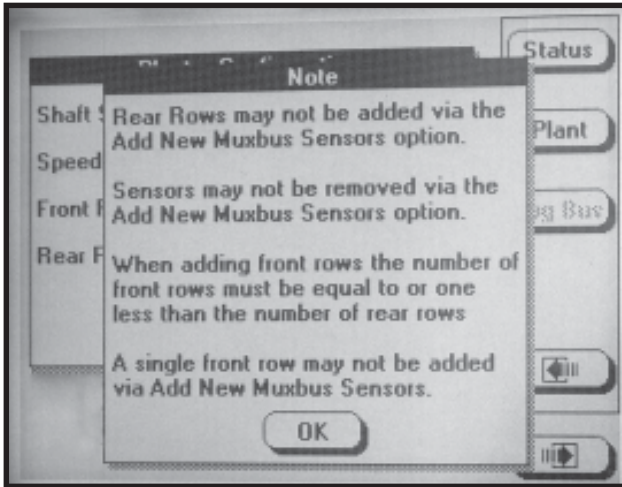 Status
Note
Shaft
Rear Rows may not be added via the
Add New Muxbus Sensors option.
Plant
Speed
Sensors may not be removed via the
Add New Muxbus Sensors option.
Front
Bus
Rear
When adding front rows the number of
front rows must be equal to or one
less than the number of rear rows
A single front row may not be added
via Add New Muxbus Sensors.
OK